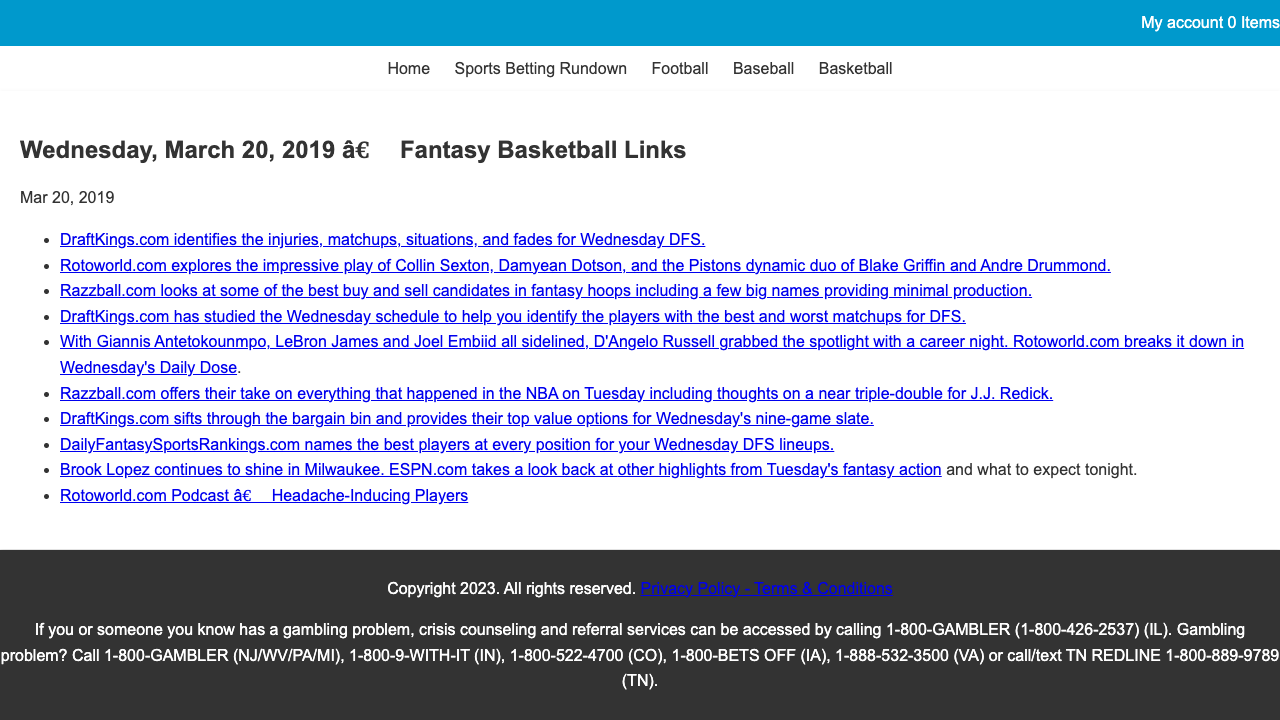 My account 0 Items
Home Sports Betting Rundown Football Baseball Basketball
Wednesday, March 20, 2019 â€ Fantasy Basketball Links
Mar 20, 2019
DraftKings.com identifies the injuries, matchups, situations, and fades for Wednesday DFS.
Rotoworld.com explores the impressive play of Collin Sexton, Damyean Dotson, and the Pistons dynamic duo of Blake Griffin and Andre Drummond.
Razzball.com looks at some of the best buy and sell candidates in fantasy hoops including a few big names providing minimal production.
DraftKings.com has studied the Wednesday schedule to help you identify the players with the best and worst matchups for DFS.
With Giannis Antetokounmpo, LeBron James and Joel Embiid all sidelined, D'Angelo Russell grabbed the spotlight with a career night. Rotoworld.com breaks it down in
Wednesday's Daily Dose.
Razzball.com offers their take on everything that happened in the NBA on Tuesday including thoughts on a near triple-double for J.J. Redick.
DraftKings.com sifts through the bargain bin and provides their top value options for Wednesday's nine-game slate.
DailyFantasySportsRankings.com names the best players at every position for your Wednesday DFS lineups.
Brook Lopez continues to shine in Milwaukee. ESPN.com takes a look back at other highlights from Tuesday's fantasy action and what to expect tonight.
Rotoworld.com Podcast â€ Headache-Inducing Players
Copyright 2023. All rights reserved. Privacy Policy - Terms & Conditions
If you or someone you know has a gambling problem, crisis counseling and referral services can be accessed by calling 1-800-GAMBLER (1-800-426-2537) (IL). Gambling
problem? Call 1-800-GAMBLER (NJ/WV/PA/MI), 1-800-9-WITH-IT (IN), 1-800-522-4700 (CO), 1-800-BETS OFF (IA), 1-888-532-3500 (VA) or call/text TN REDLINE 1-800-889-9789
(TN).